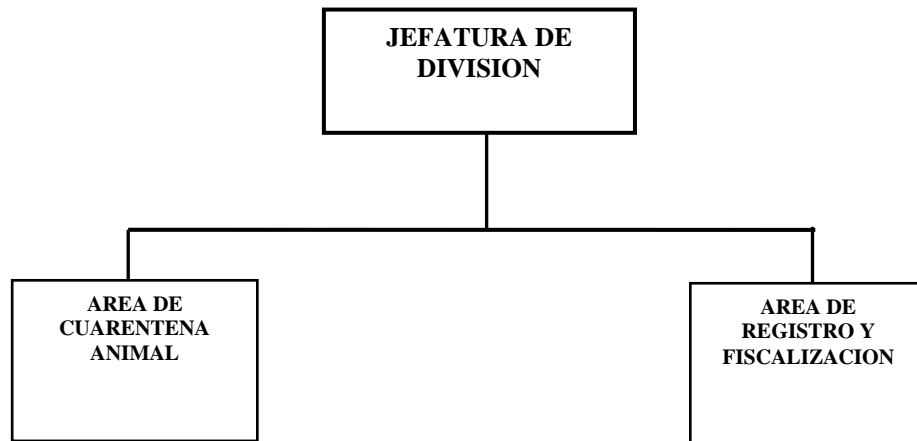 JEFATURA DE
DIVISION
AREA DE
CUARENTENA
ANIMAL
AREA DE
REGISTRO Y
FISCALIZACION